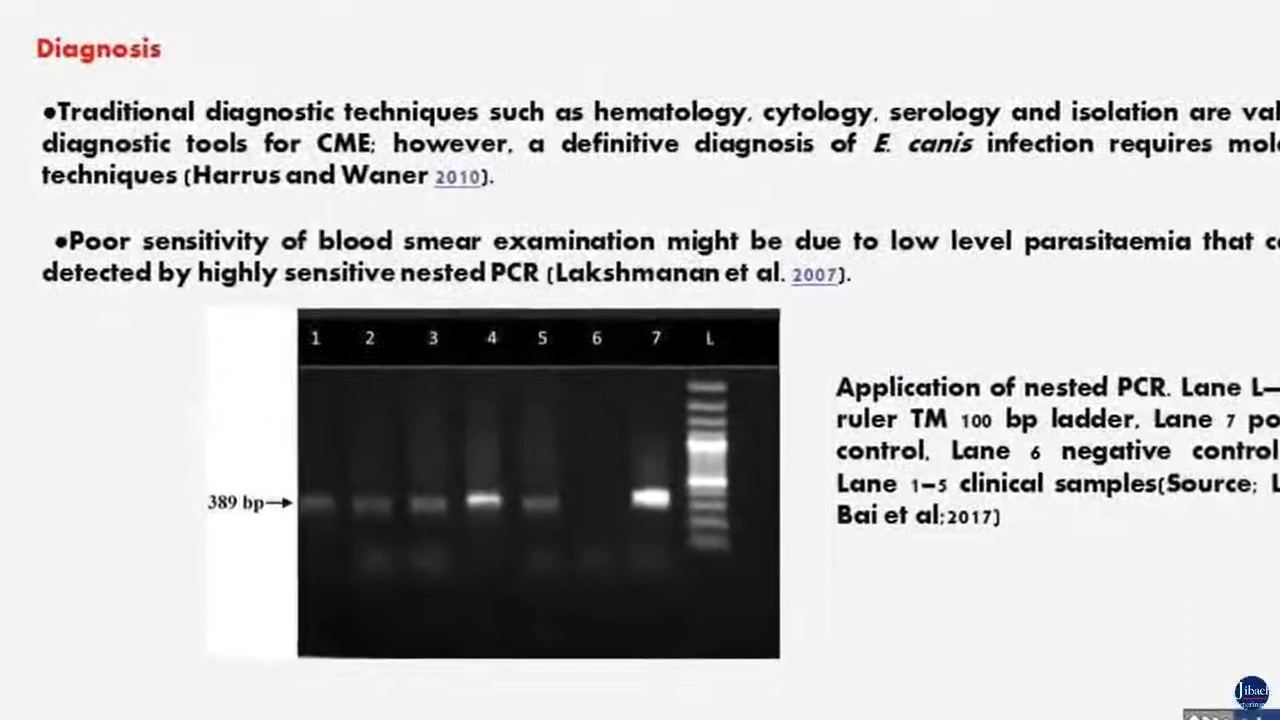 Diagnosis
•Traditional diagnostic techniques such as hematology, cytology, serology and isolation are
diagnostic tools for CME; however, a definitive diagnosis of E. canis infection requires
techniques (Harrus and Waner 2010).
•Poor sensitivity of blood smear examination might be due to low level parasitaemia that
detected by highly sensitive nested PCR (Lakshmanan et al. 2007).
1 2 3 4 5 6 7 L
389 bp
Application of nested PCR. Lane L—
ruler TM 100 bp ladder, Lane 7
control, Lane 6 negative control
Lane 1–5 clinical samples(Source;
Bai et al;2017)
Jibach